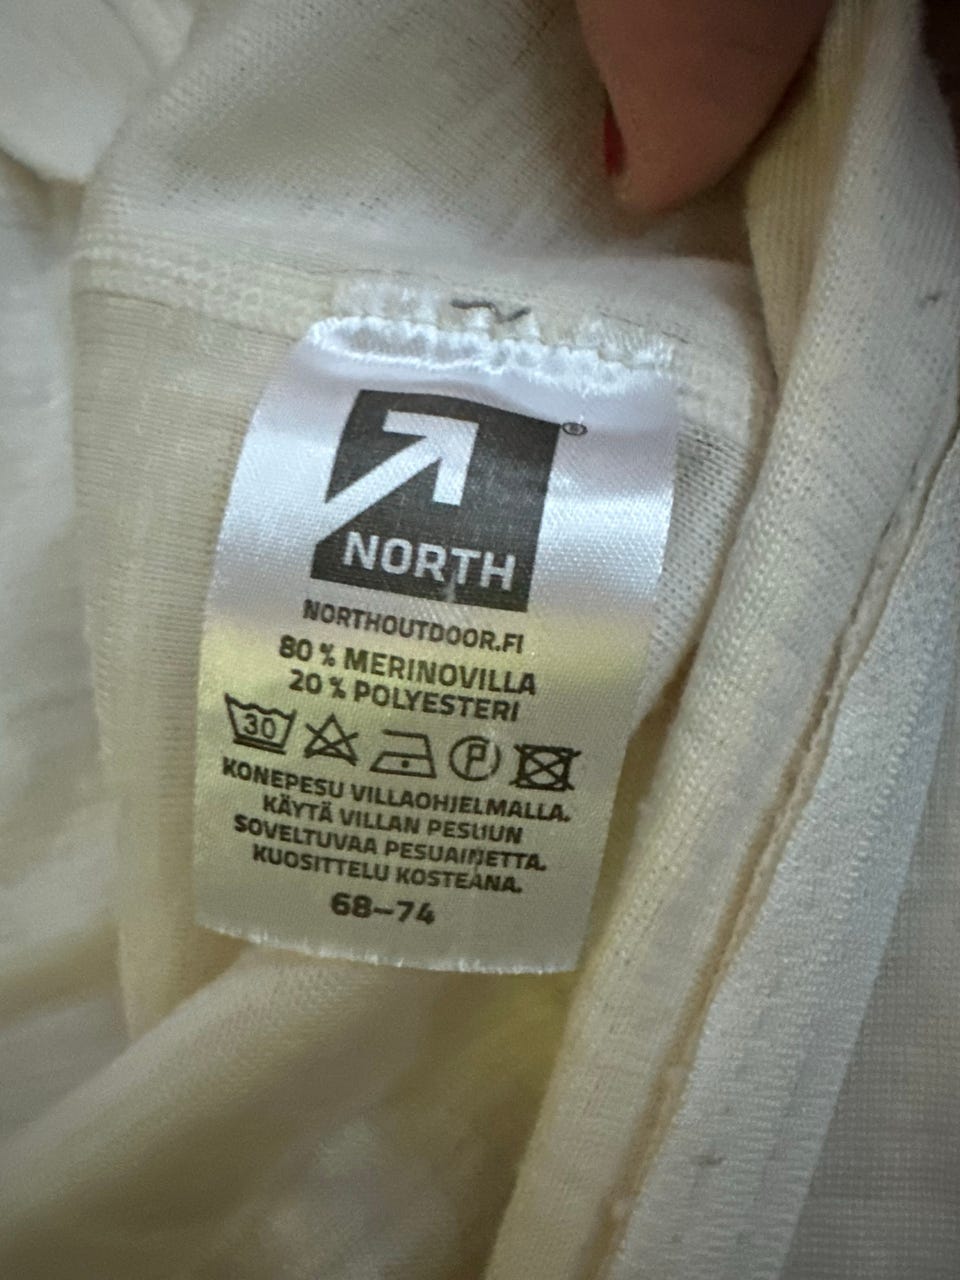 ®
NORTH
NORTHOUTDOOR.FI
80 % MERINOVILLA
20 % POLYESTERI
30 P
KONEPESU VILLAOHJELMALLA.
KÄYTÄ VILLAN PESUUN
SOVELTUVAA PESUAINETTA.
KUOSITTELU KOSTEANA.
68–74